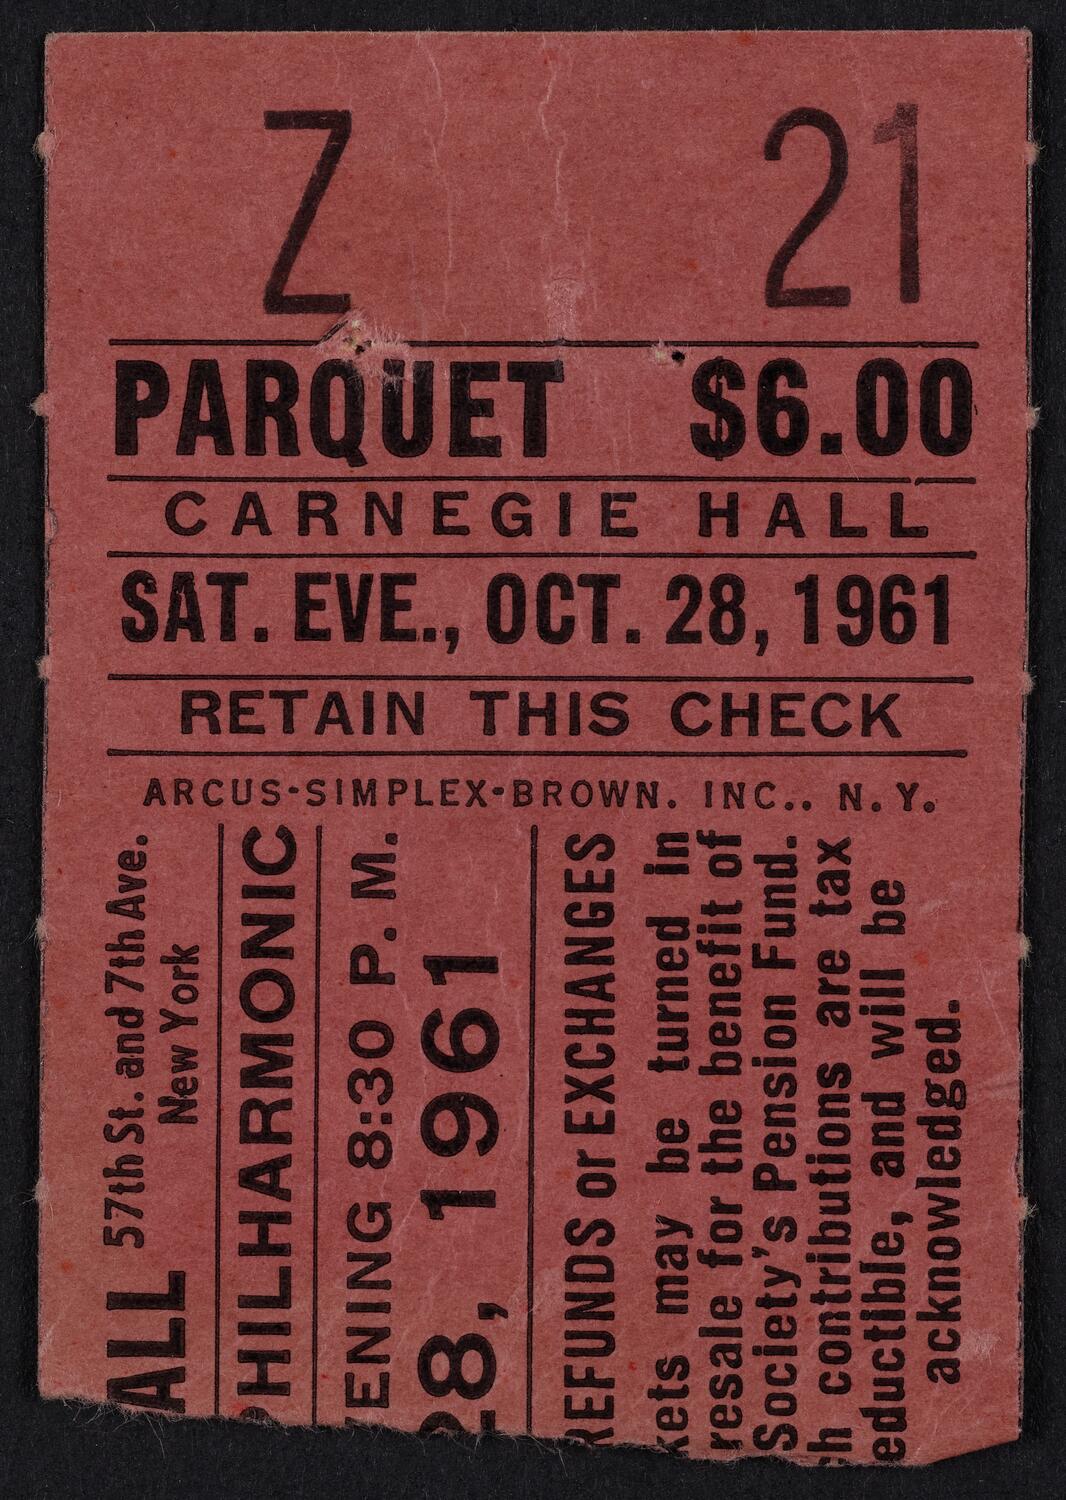 Z 21
PARQUET $6.00
CARNEGIE HALL
SAT. EVE., OCT. 28, 1961
RETAIN THIS CHECK
ARCUS-SIMPLEX-BROWN. INC.. N.Y.
ALL 57th St. and 7th Ave.
New York
PHILHARMONIC
ENING 8:30 P. M.
28, 1961
REFUNDS or EXCHANGES
kets may be turned in
resale for the benefit of
Society's Pension Fund.
h contributions are tax
eductible, and will be
acknowledged.